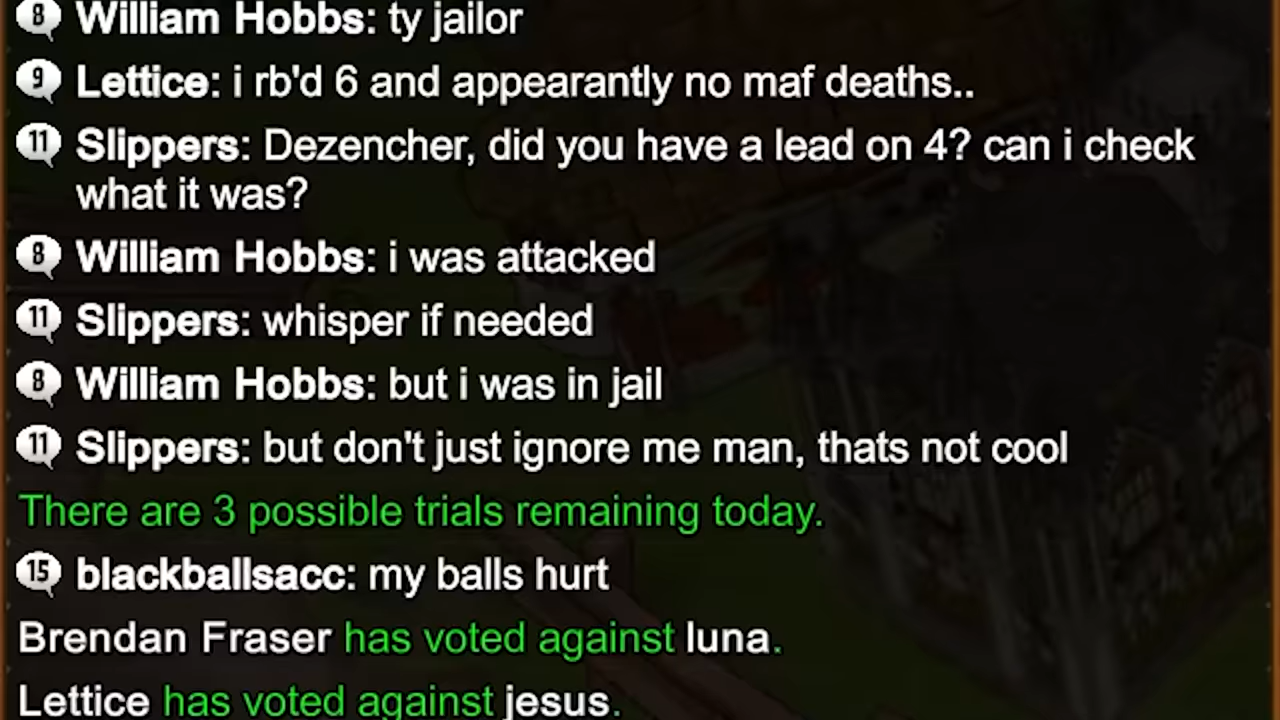 8 William Hobbs: ty jailor
9 Lettice: i rb'd 6 and appearantly no maf deaths..
11 Slippers: Dezencher, did you have a lead on 4? can i check
what it was?
8 William Hobbs: i was attacked
11 Slippers: whisper if needed
8 William Hobbs: but i was in jail
11 Slippers: but don't just ignore me man, thats not cool
There are 3 possible trials remaining today.
15 blackballsacc: my balls hurt
Brendan Fraser has voted against luna.
Lettice has voted against jesus.